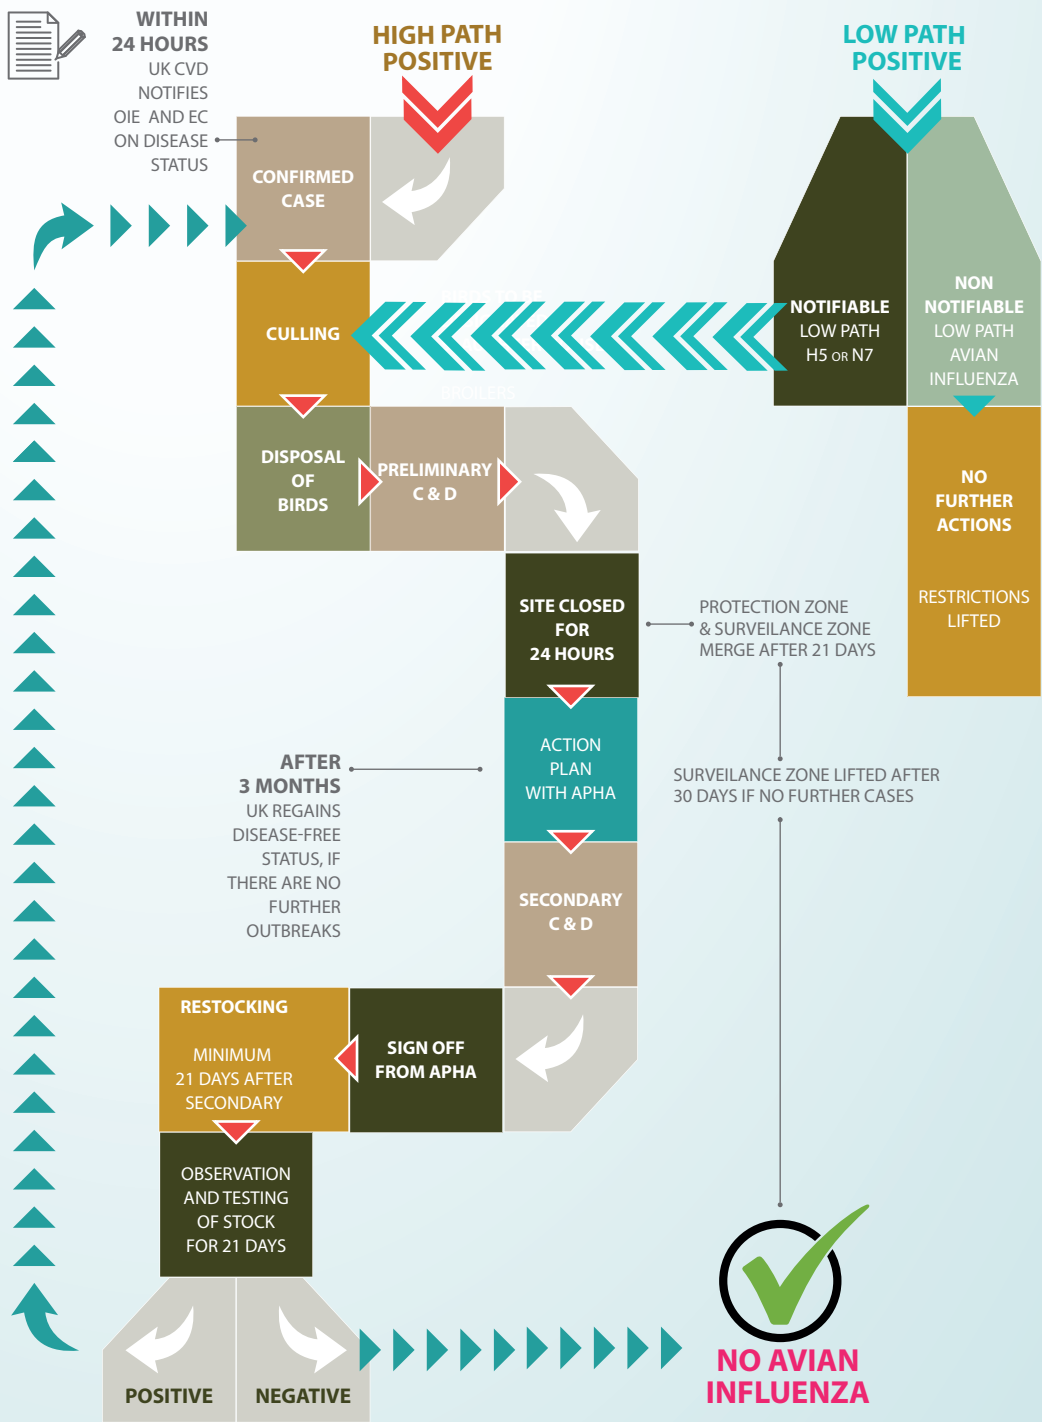 WITHIN
24 HOURS
UK CVD
NOTIFIES
OIE AND EC
ON DISEASE
STATUS
HIGH PATH
POSITIVE
LOW PATH
POSITIVE
CONFIRMED
CASE
CULLING
BROILERS
NOTIFIABLE
LOW PATH
H5 OR N7
NON
NOTIFIABLE
LOW PATH
AVIAN
INFLUENZA
DISPOSAL
OF
BIRDS
PRELIMINARY
C & D
NO
FURTHER
ACTIONS
RESTRICTIONS
LIFTED
SITE CLOSED
FOR
24 HOURS
PROTECTION ZONE
& SURVEILANCE ZONE
MERGE AFTER 21 DAYS
ACTION
PLAN
WITH APHA
AFTER
3 MONTHS
UK REGAINS
DISEASE-FREE
STATUS, IF
THERE ARE NO
FURTHER
OUTBREAKS
SURVEILANCE ZONE LIFTED AFTER
30 DAYS IF NO FURTHER CASES
SECONDARY
C & D
SIGN OFF
FROM APHA
RESTOCKING
MINIMUM
21 DAYS AFTER
SECONDARY
OBSERVATION
AND TESTING
OF STOCK
FOR 21 DAYS
POSITIVE
NEGATIVE
NO AVIAN
INFLUENZA